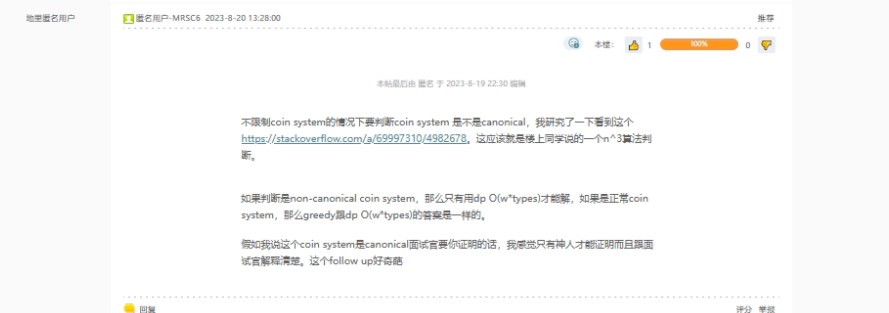 地里匿名用户
匿名用户-MRSC6 2023-8-20 13:28:00
推荐
本楼：
1
100%
0
本帖最后由 匿名 于 2023-8-19 22:30 编辑
不限制coin system的情况下要判断coin system 是不是canonical，我研究了一下看到这个
https://stackoverflow.com/a/69997310/4982678。这应该就是楼上同学说的一个n^3算法判
断。
如果判断是non-canonical coin system，那么只有用dp O(w*types)才能解，如果是正常coin
system，那么greedy跟dp O(w*types)的答案是一样的。
假如我说这个coin system是canonical面试官要你证明的话，我感觉只有神人才能证明而且跟面
试官解释清楚。这个follow up好奇葩
回复
评分 举报